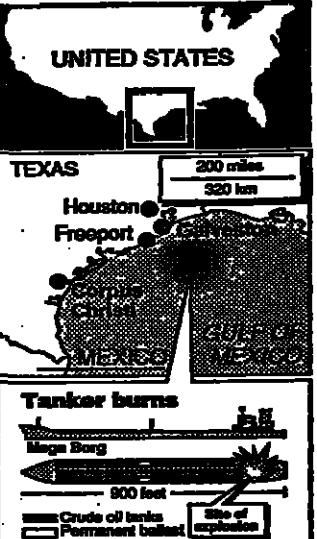 UNITED STATES
TEXAS
200 miles
320 km
Houston
Freeport
Galveston
Corpus
Christi
MEXICO
GULF OF
MEXICO
Tanker burns
Mega Borg
900 feet
Crude oil tanks
Permanent ballast
Site of
explosion